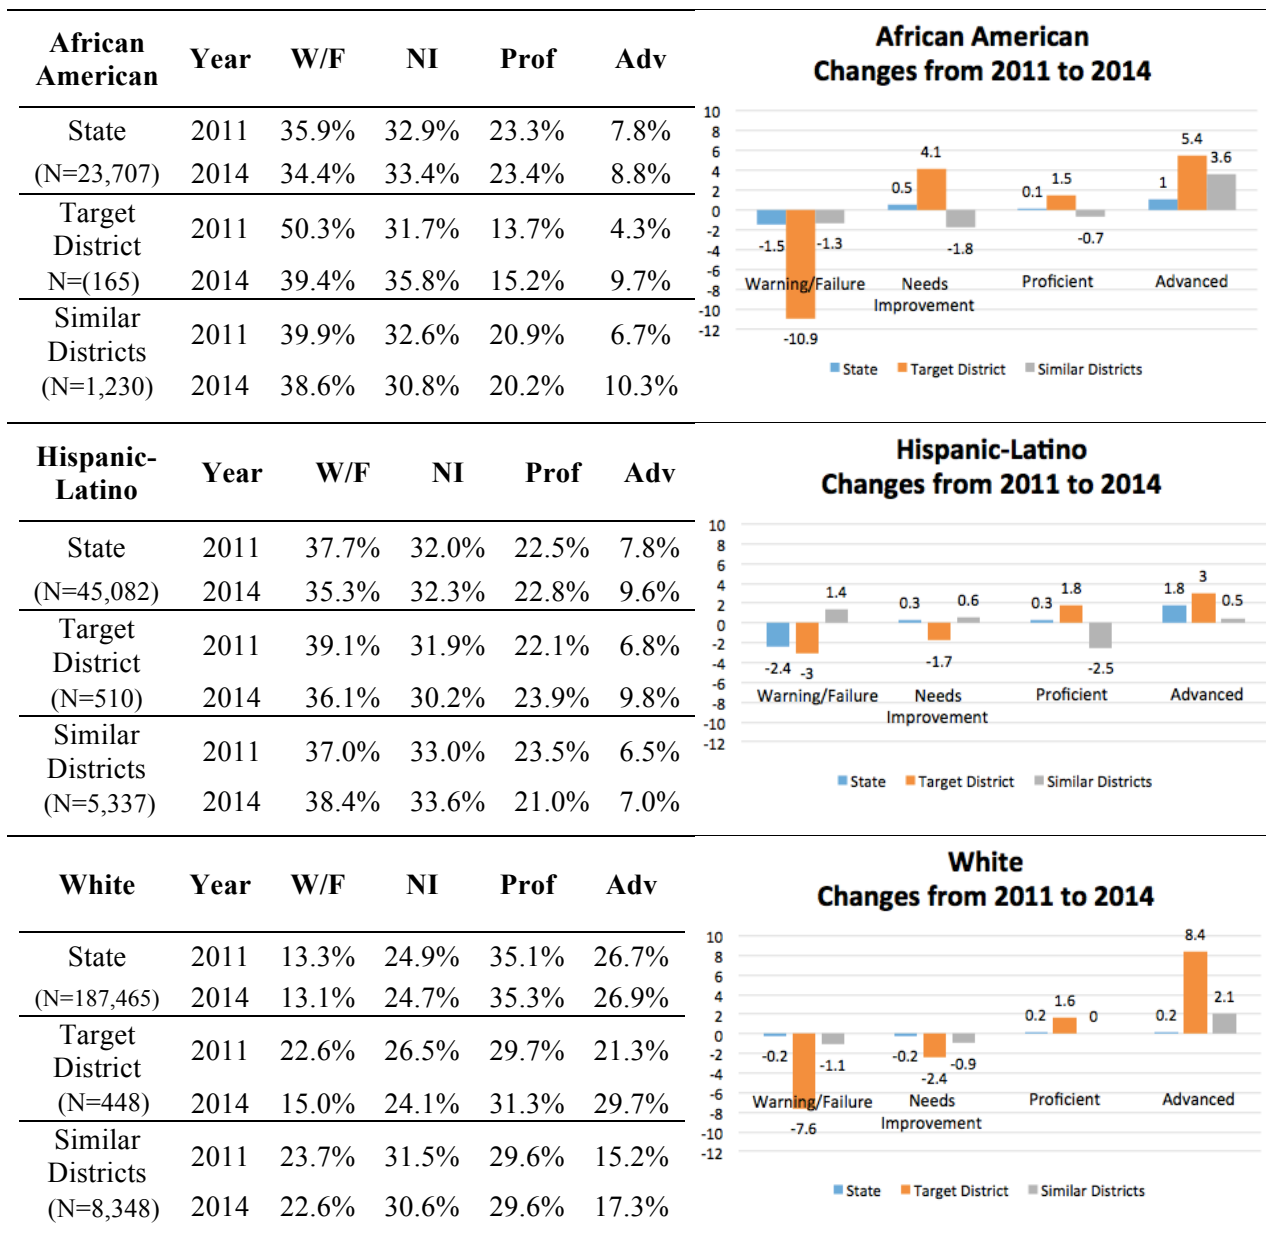 African American Year W/F NI Prof Adv
State 2011 35.9% 32.9% 23.3% 7.8%
(N=23,707) 2014 34.4% 33.4% 23.4% 8.8%
Target District 2011 50.3% 31.7% 13.7% 4.3%
N=(165) 2014 39.4% 35.8% 15.2% 9.7%
Similar Districts 2011 39.9% 32.6% 20.9% 6.7%
(N=1,230) 2014 38.6% 30.8% 20.2% 10.3%
African American
Changes from 2011 to 2014
10
8
6
4
2
0
-2
-4
-6
-8
-10
-12
-1.5 -10.9 -1.3
0.5 4.1 -1.8
0.1 1.5 -0.7
1 5.4 3.6
Warning/Failure Needs Improvement Proficient Advanced
State Target District Similar Districts
Hispanic-Latino Year W/F NI Prof Adv
State 2011 37.7% 32.0% 22.5% 7.8%
(N=45,082) 2014 35.3% 32.3% 22.8% 9.6%
Target District 2011 39.1% 31.9% 22.1% 6.8%
(N=510) 2014 36.1% 30.2% 23.9% 9.8%
Similar Districts 2011 37.0% 33.0% 23.5% 6.5%
(N=5,337) 2014 38.4% 33.6% 21.0% 7.0%
Hispanic-Latino
Changes from 2011 to 2014
10
8
6
4
2
0
-2
-4
-6
-8
-10
-12
-2.4 -3 1.4
0.3 -1.7 0.6
0.3 1.8 -2.5
1.8 3 0.5
Warning/Failure Needs Improvement Proficient Advanced
State Target District Similar Districts
White Year W/F NI Prof Adv
State 2011 13.3% 24.9% 35.1% 26.7%
(N=187,465) 2014 13.1% 24.7% 35.3% 26.9%
Target District 2011 22.6% 26.5% 29.7% 21.3%
(N=448) 2014 15.0% 24.1% 31.3% 29.7%
Similar Districts 2011 23.7% 31.5% 29.6% 15.2%
(N=8,348) 2014 22.6% 30.6% 29.6% 17.3%
White
Changes from 2011 to 2014
10
8
6
4
2
0
-2
-4
-6
-8
-10
-12
-0.2 -7.6 -1.1
-0.2 -2.4 -0.9
0.2 1.6 0
0.2 8.4 2.1
Warning/Failure Needs Improvement Proficient Advanced
State Target District Similar Districts